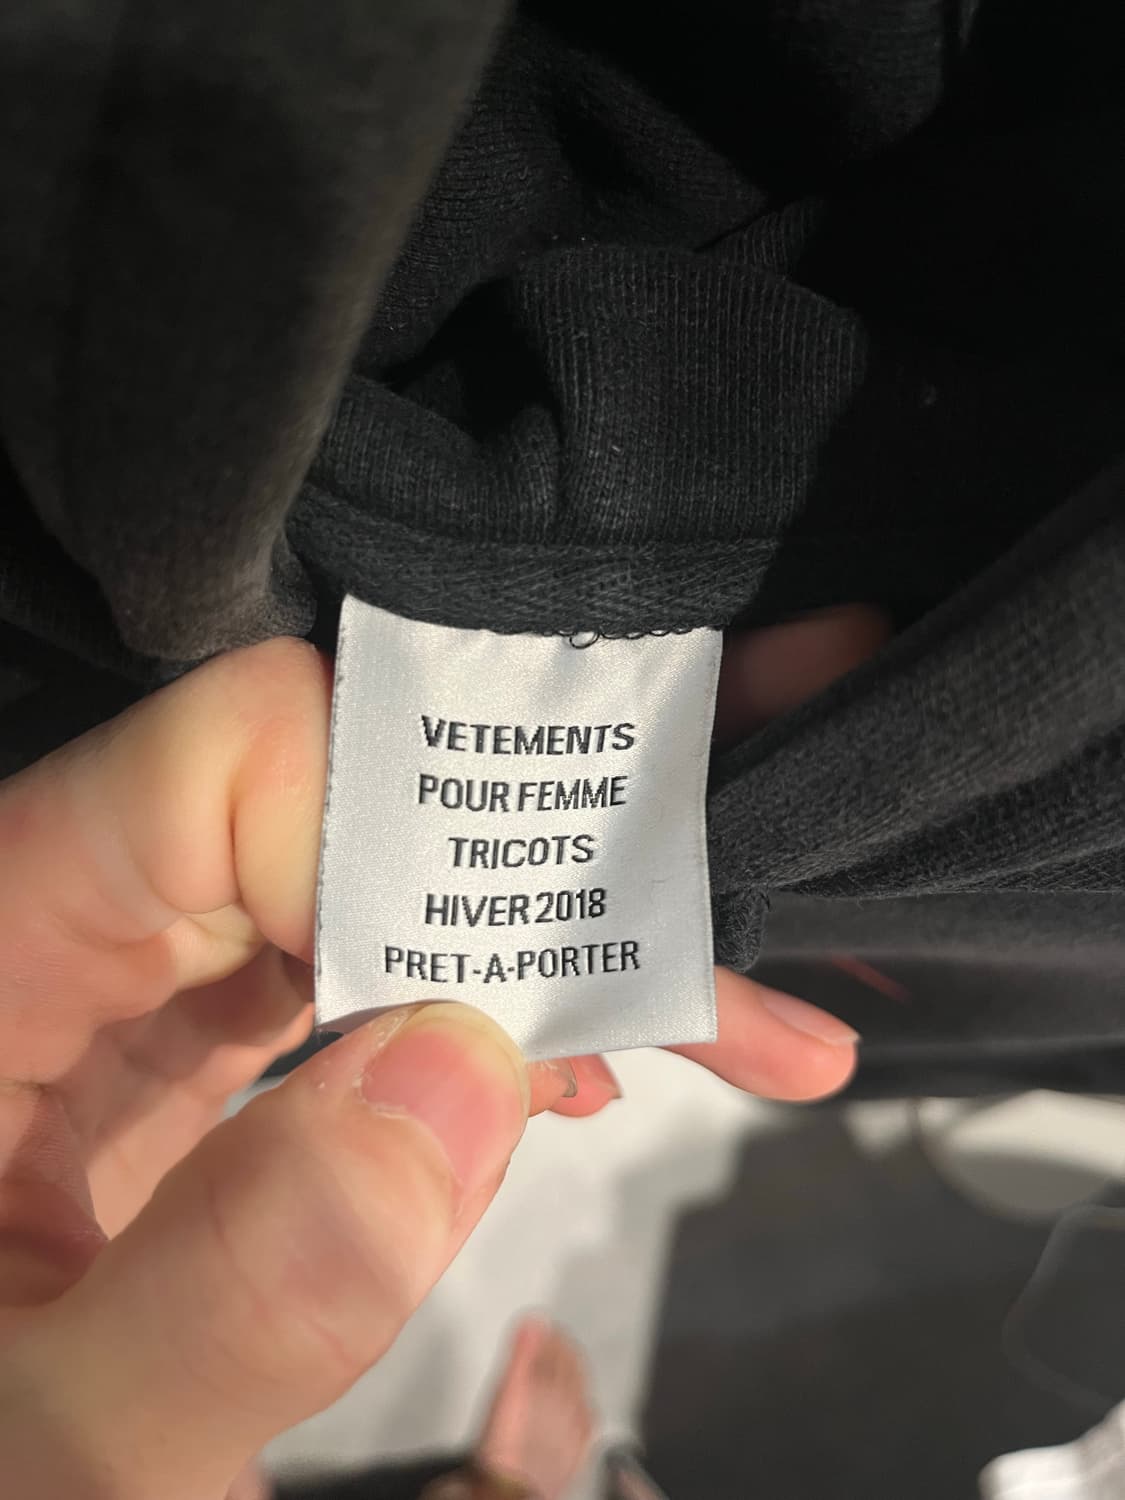 VETEMENTS
POUR FEMME
TRICOTS
HIVER 2018
PRET-A-PORTER